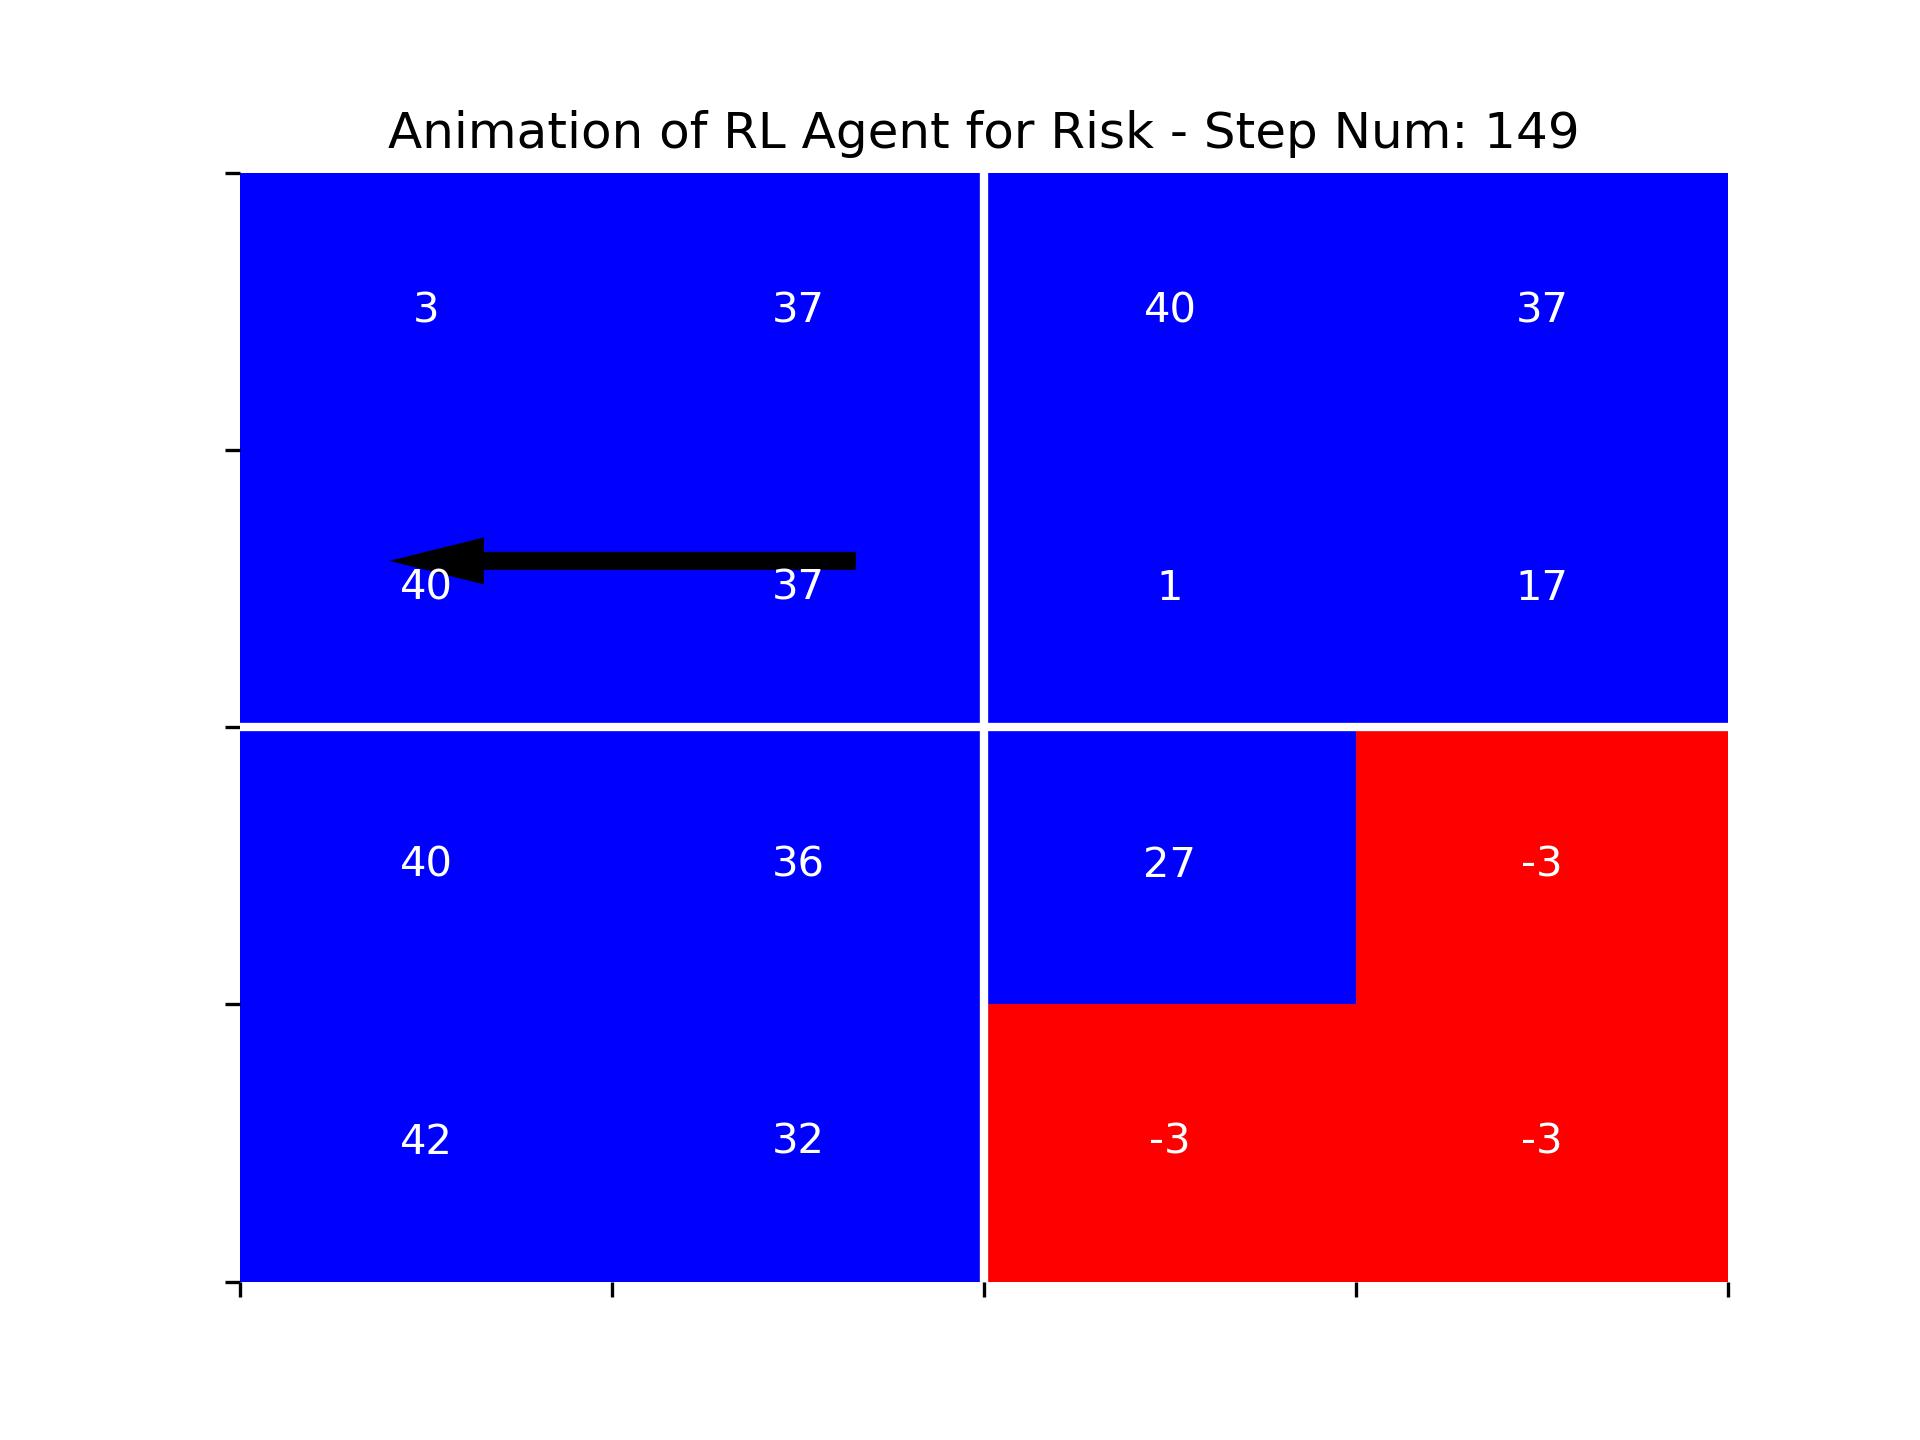 Animation of RL Agent for Risk - Step Num: 149
3 37 40 37
40 37 1 17
40 36 27 -3
42 32 -3 -3